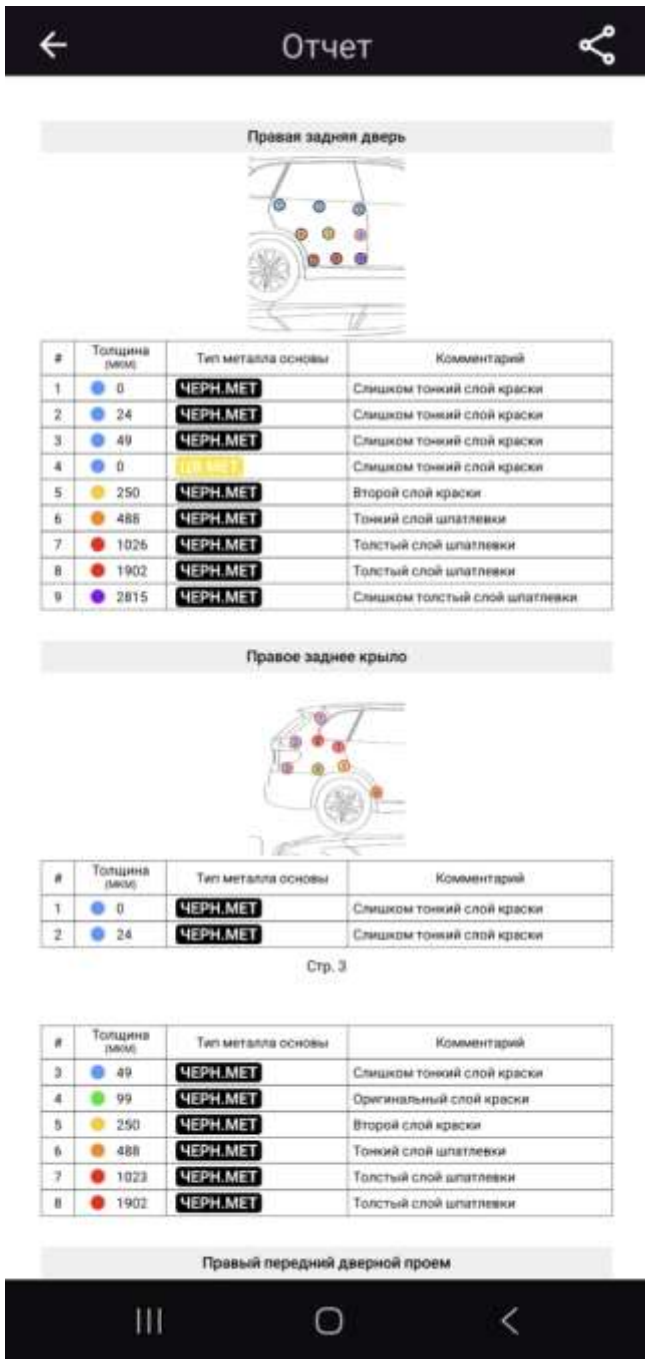 Отчет
Правая задняя дверь
# Толщина (МКМ) Тип металла основы Комментарий
1 0 ЧЕРН.МЕТ Слишком тонкий слой краски
2 24 ЧЕРН.МЕТ Слишком тонкий слой краски
3 49 ЧЕРН.МЕТ Слишком тонкий слой краски
4 0 ЦВ.МЕТ Слишком тонкий слой краски
5 250 ЧЕРН.МЕТ Второй слой краски
6 488 ЧЕРН.МЕТ Тонкий слой шпатлевки
7 1026 ЧЕРН.МЕТ Толстый слой шпатлевки
8 1902 ЧЕРН.МЕТ Толстый слой шпатлевки
9 2815 ЧЕРН.МЕТ Слишком толстый слой шпатлевки
Правое заднее крыло
# Толщина (МКМ) Тип металла основы Комментарий
1 0 ЧЕРН.МЕТ Слишком тонкий слой краски
2 24 ЧЕРН.МЕТ Слишком тонкий слой краски
Стр. 3
# Толщина (МКМ) Тип металла основы Комментарий
3 49 ЧЕРН.МЕТ Слишком тонкий слой краски
4 99 ЧЕРН.МЕТ Оригинальный слой краски
5 250 ЧЕРН.МЕТ Второй слой краски
6 488 ЧЕРН.МЕТ Тонкий слой шпатлевки
7 1023 ЧЕРН.МЕТ Толстый слой шпатлевки
8 1902 ЧЕРН.МЕТ Толстый слой шпатлевки
Правый передний дверной проем